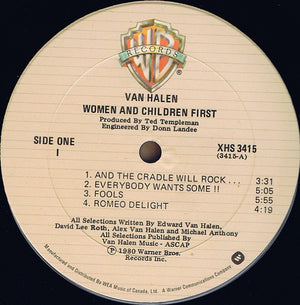 WB
RECORDS
VAN HALEN
WOMEN AND CHILDREN FIRST
Produced By Ted Templeman
Engineered By Donn Landee
SIDE ONE
1
XHS 3415
(3415-A)
1. AND THE CRADLE WILL ROCK... 3:31
2. EVERYBODY WANTS SOME !! 5:05
3. FOOLS 5:55
4. ROMEO DELIGHT 4:19
All Selections Written By Edward Van Halen,
David Lee Roth, Alex Van Halen and Michael Anthony
All Selections Published By
Van Halen Music - ASCAP
℗1980 Warner Bros.
Records Inc.
Manufactured and Distributed by WEA Music of Canada, Ltd. A Warner Communications Company.